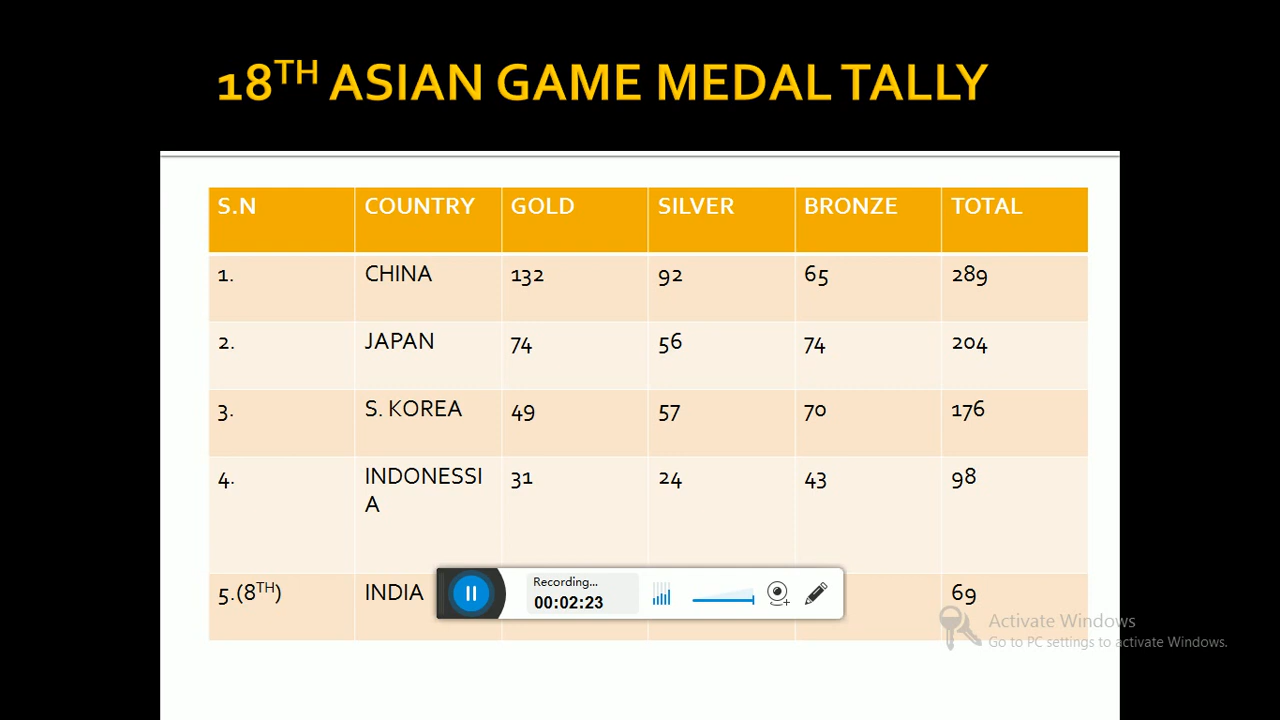 18TH ASIAN GAME MEDAL TALLY
S.N COUNTRY GOLD SILVER BRONZE TOTAL
1. CHINA 132 92 65 289
2. JAPAN 74 56 74 204
3. S. KOREA 49 57 70 176
4. INDONESSI 31 24 43 98
A
5.(8TH) INDIA 69
Recording...
00:02:23
Activate Windows
Go to PC settings to activate Windows.